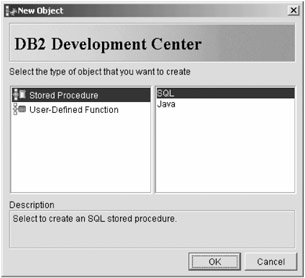 New Object
DB2 Development Center
Select the type of object that you want to create
Stored Procedure
User-Defined Function
SQL
Java
Description
Select to create an SQL stored procedure.
OK
Cancel